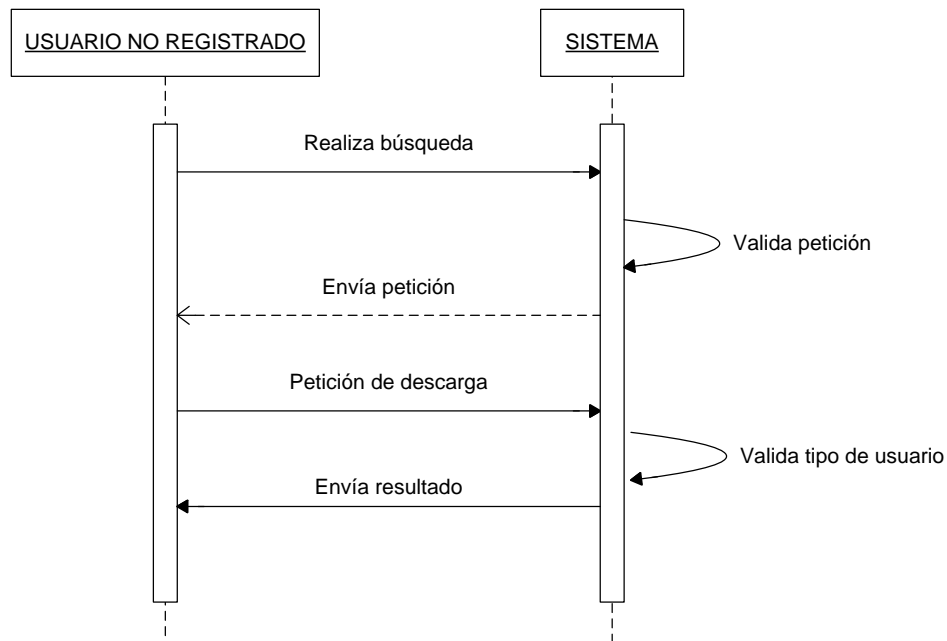 USUARIO NO REGISTRADO
SISTEMA
Realiza búsqueda
Valida petición
Envía petición
Petición de descarga
Valida tipo de usuario
Envía resultado